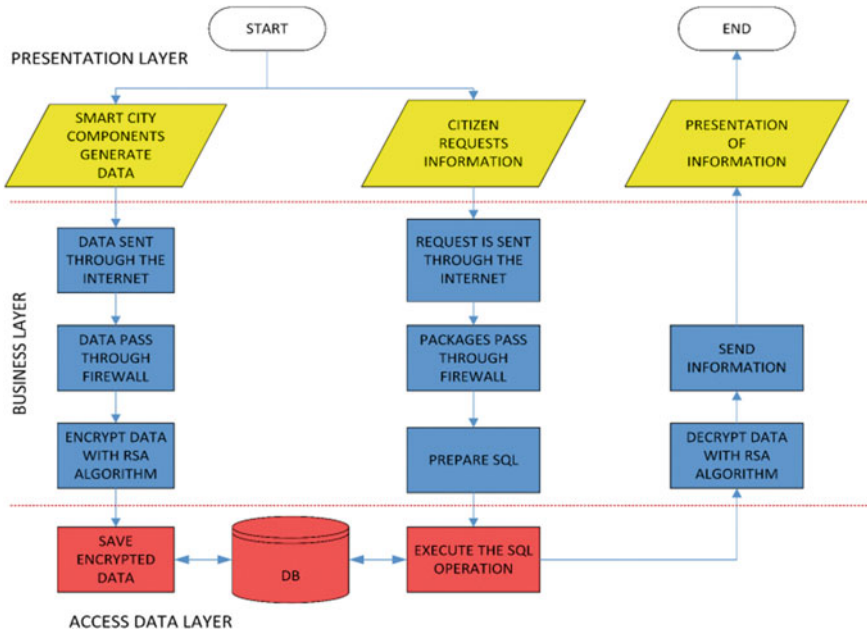 START
END
PRESENTATION LAYER
SMART CITY
COMPONENTS
GENERATE
DATA
CITIZEN
REQUESTS
INFORMATION
PRESENTATION
OF
INFORMATION
BUSINESS LAYER
DATA SENT
THROUGH THE
INTERNET
REQUEST IS SENT
THROUGH THE
INTERNET
DATA PASS
THROUGH
FIREWALL
PACKAGES PASS
THROUGH
FIREWALL
SEND
INFORMATION
ENCRYPT DATA
WITH RSA
ALGORITHM
PREPARE SQL
DECRYPT DATA
WITH RSA
ALGORITHM
SAVE
ENCRYPTED
DATA
DB
EXECUTE THE SQL
OPERATION
ACCESS DATA LAYER